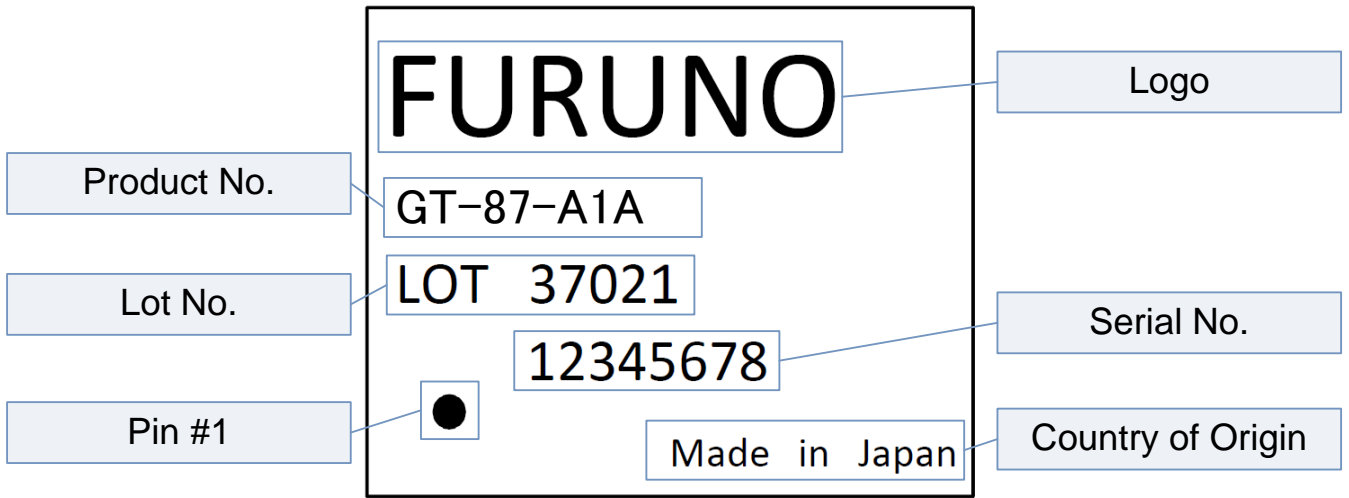 FURUNO
Logo
Product No.
GT-87-A1A
Lot No.
LOT 37021
12345678
Serial No.
Pin #1
Made in Japan
Country of Origin